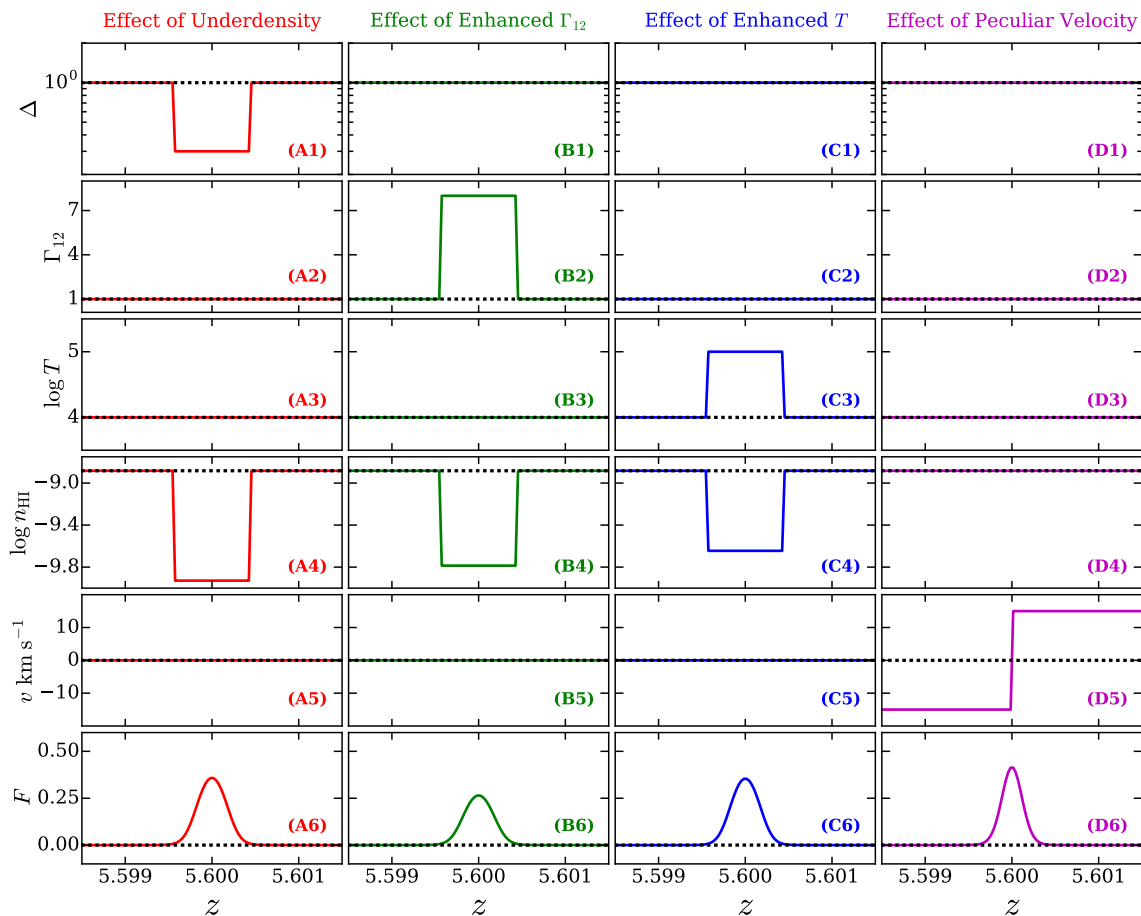 Effect of Underdensity
Effect of Enhanced Γ₁₂
Effect of Enhanced T
Effect of Peculiar Velocity
Δ
10⁰
(A1)
(B1)
(C1)
(D1)
Γ₁₂
7
4
1
(A2)
(B2)
(C2)
(D2)
log T
5
4
(A3)
(B3)
(C3)
(D3)
log n_HI
−9.0
−9.4
−9.8
(A4)
(B4)
(C4)
(D4)
v km s⁻¹
10
0
−10
(A5)
(B5)
(C5)
(D5)
F
0.50
0.25
0.00
(A6)
(B6)
(C6)
(D6)
5.599 5.600 5.601
5.599 5.600 5.601
5.599 5.600 5.601
5.599 5.600 5.601
z
z
z
z